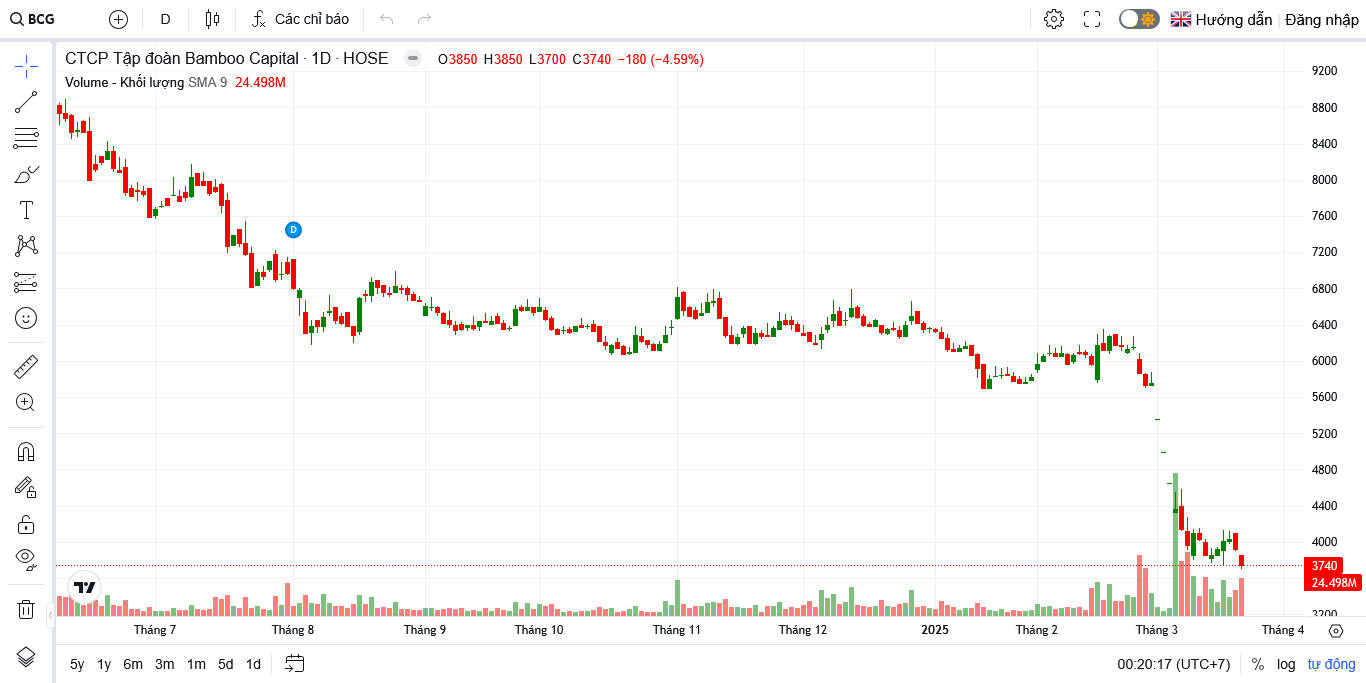 BCG
D
Các chỉ báo
Hướng dẫn
Đăng nhập
CTCP Tập đoàn Bamboo Capital · 1D · HOSE
O3850 H3850 L3700 C3740 −180 (−4.59%)
Volume - Khối lượng SMA 9 24.498M
D
9200
8800
8400
8000
7600
7200
6800
6400
6000
5600
5200
4800
4400
4000
3740
24.498M
3200
Tháng 7 Tháng 8 Tháng 9 Tháng 10 Tháng 11 Tháng 12 2025 Tháng 2 Tháng 3 Tháng 4
5y 1y 6m 3m 1m 5d 1d
00:20:17 (UTC+7) % log tự động